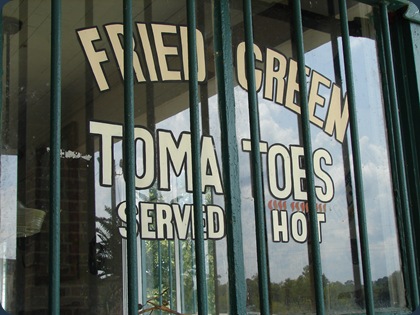 FRIED GREEN
TOMATOES
SERVED HOT